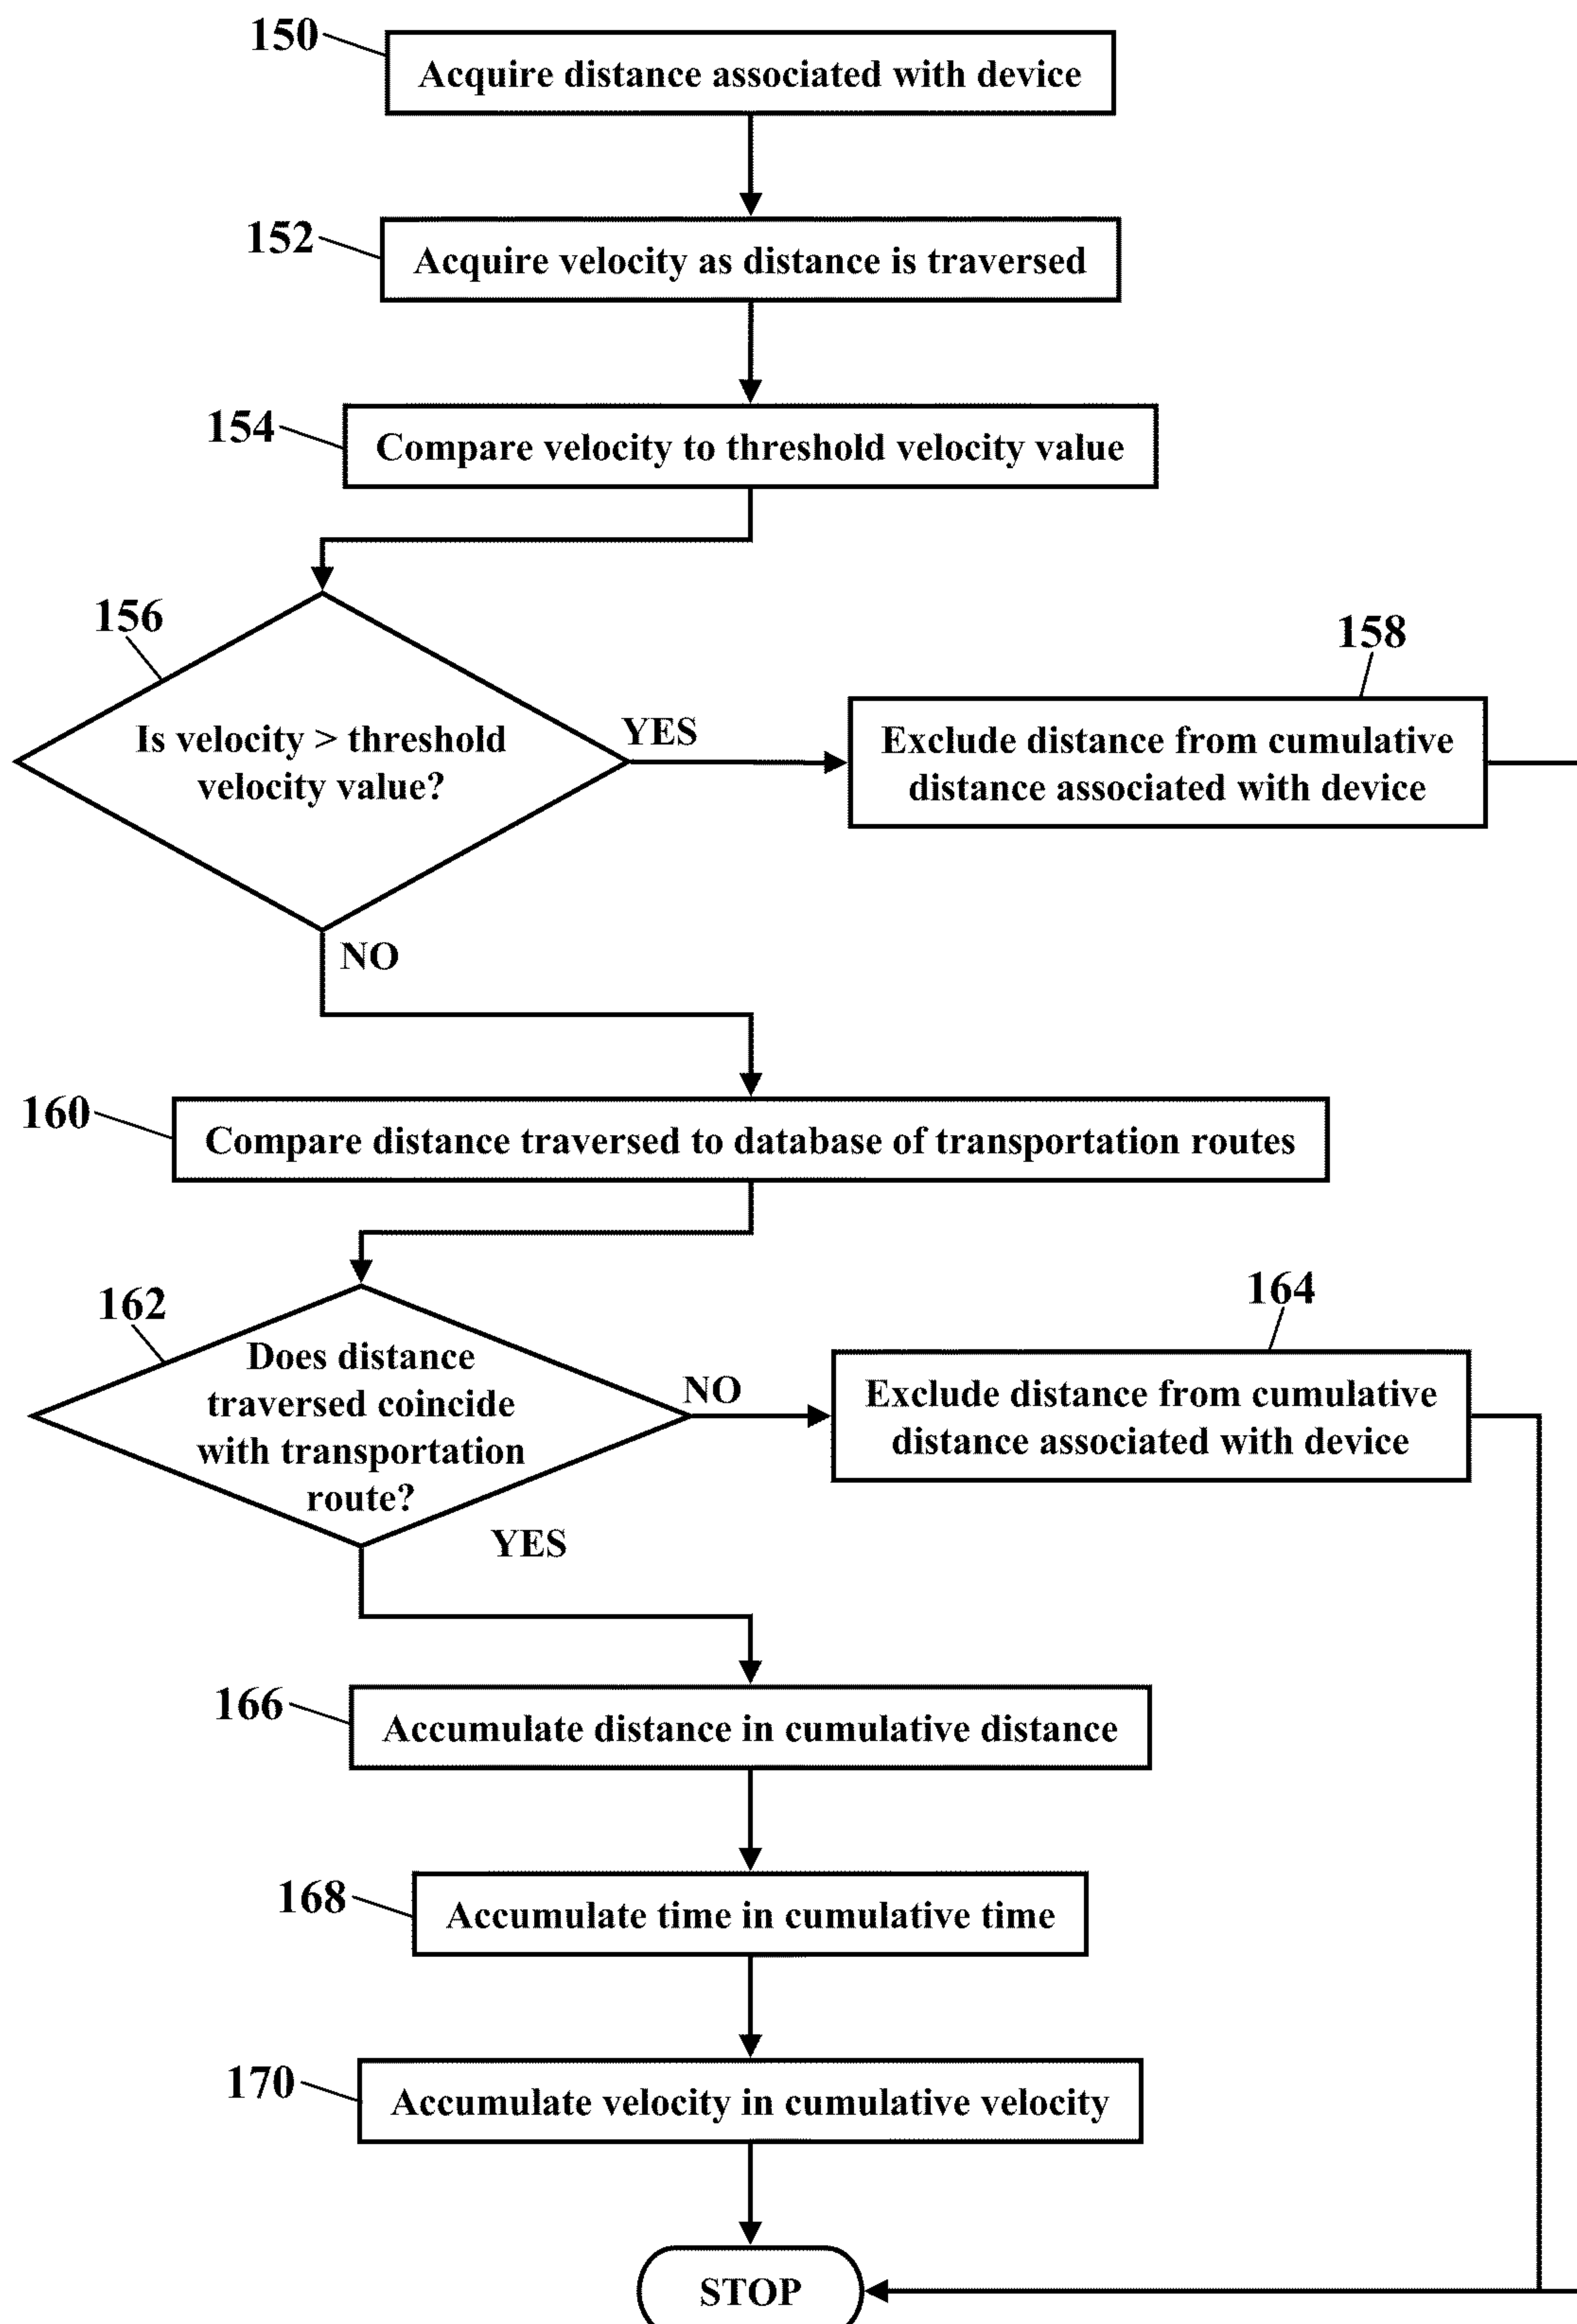 150
Acquire distance associated with device
152
Acquire velocity as distance is traversed
154
Compare velocity to threshold velocity value
156
Is velocity > threshold
velocity value?
YES
158
Exclude distance from cumulative
distance associated with device
NO
160
Compare distance traversed to database of transportation routes
162
Does distance
traversed coincide
with transportation
route?
NO
164
Exclude distance from cumulative
distance associated with device
YES
166
Accumulate distance in cumulative distance
168
Accumulate time in cumulative time
170
Accumulate velocity in cumulative velocity
STOP